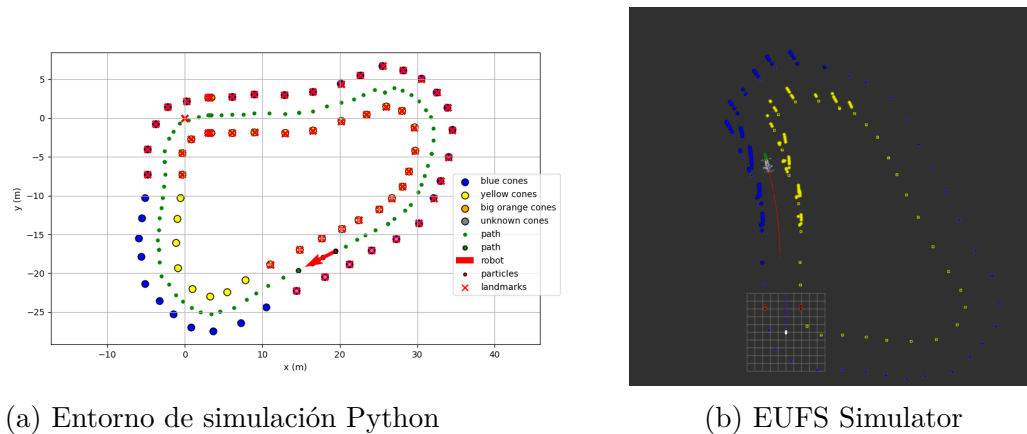 5
0
−5
−10
−15
−20
−25
y (m)
−10
0
10
20
30
40
x (m)
blue cones
yellow cones
big orange cones
unknown cones
path
path
robot
particles
landmarks
(a) Entorno de simulación Python
(b) EUFS Simulator